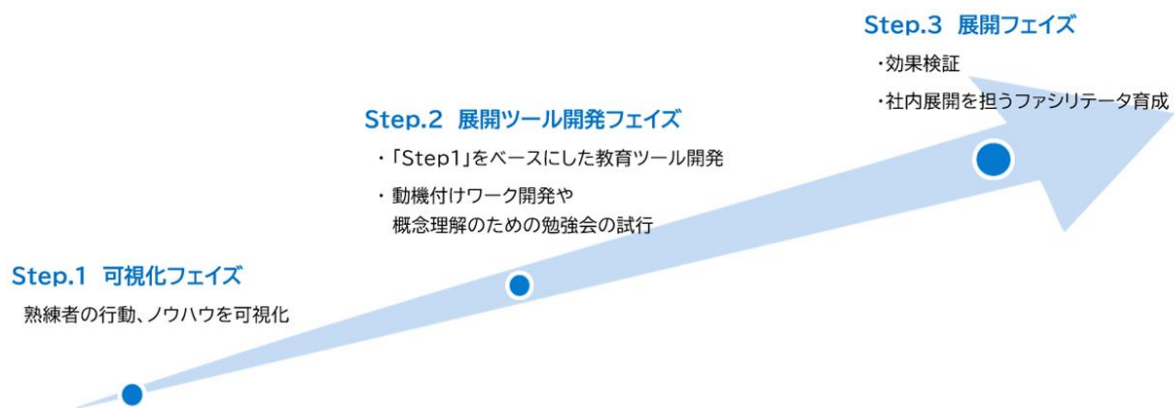 Step.1 可視化フェイズ
熟練者の行動、ノウハウを可視化
Step.2 展開ツール開発フェイズ
・「Step1」をベースにした教育ツール開発
・動機付けワーク開発や
概念理解のための勉強会の試行
Step.3 展開フェイズ
・効果検証
・社内展開を担うファシリテータ育成